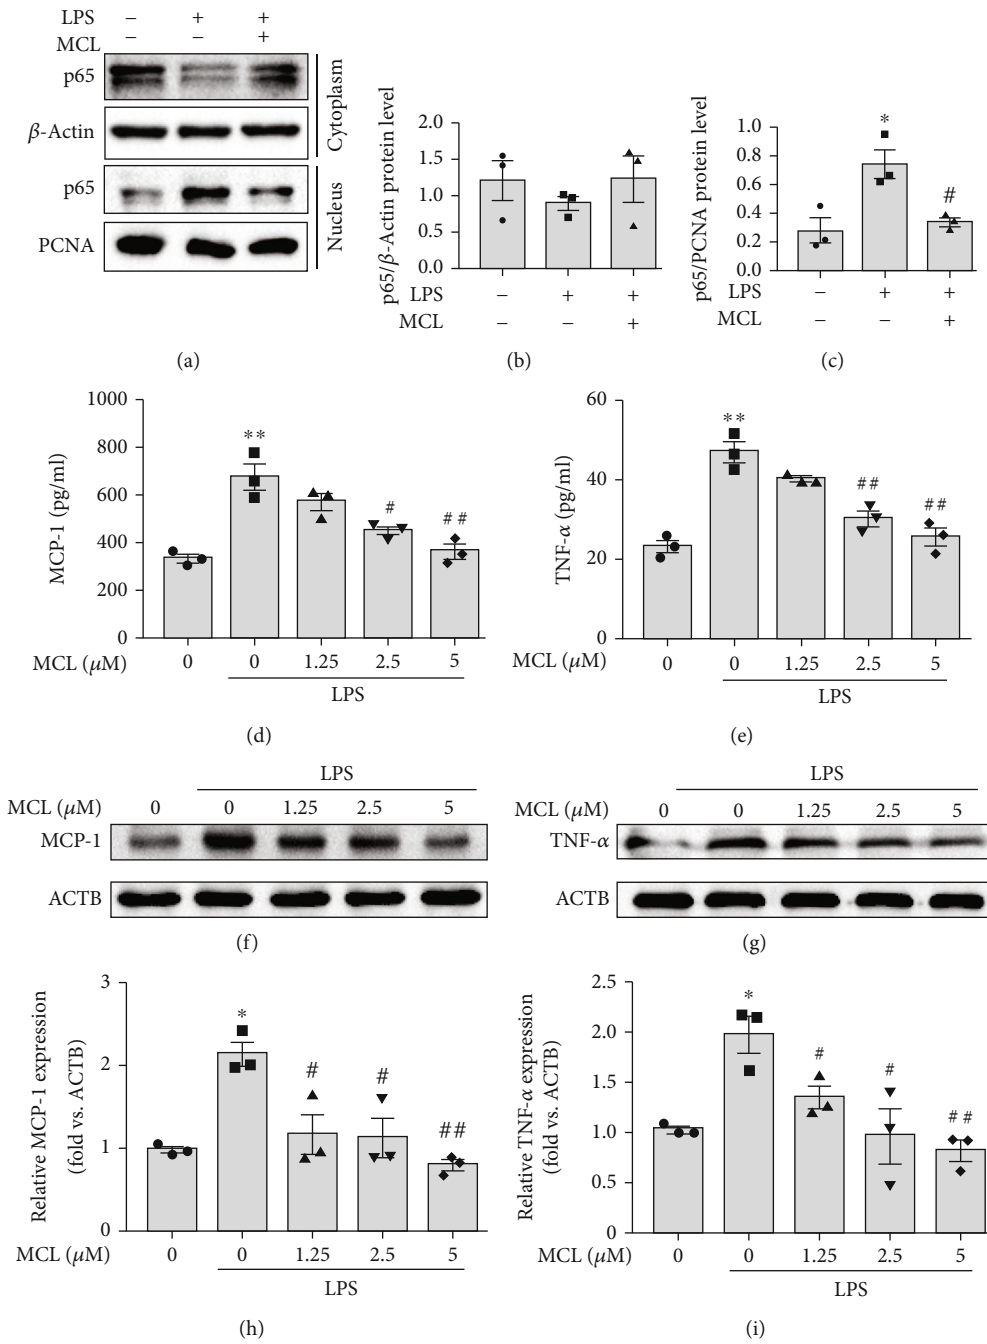 LPS − + +
MCL − − +
p65
β-Actin
Cytoplasm
p65
PCNA
Nucleus
(a)
p65/β-Actin protein level
2.0
1.5
1.0
0.5
0.0
LPS − + +
MCL − − +
(b)
p65/PCNA protein level
1.0
0.8
0.6
0.4
0.2
0.0
*
#
LPS − + +
MCL − − +
(c)
MCP-1 (pg/ml)
1000
800
600
400
200
0
**
#
##
MCL (μM) 0 0 1.25 2.5 5
LPS
(d)
TNF-α (pg/ml)
60
40
20
0
**
##
##
MCL (μM) 0 0 1.25 2.5 5
LPS
(e)
LPS
MCL (μM) 0 0 1.25 2.5 5
MCP-1
ACTB
(f)
LPS
MCL (μM) 0 0 1.25 2.5 5
TNF-α
ACTB
(g)
Relative MCP-1 expression
(fold vs. ACTB)
3
2
1
0
*
#
#
##
MCL (μM) 0 0 1.25 2.5 5
LPS
(h)
Relative TNF-α expression
(fold vs. ACTB)
2.5
2.0
1.5
1.0
0.5
0
*
#
#
##
MCL (μM) 0 0 1.25 2.5 5
LPS
(i)